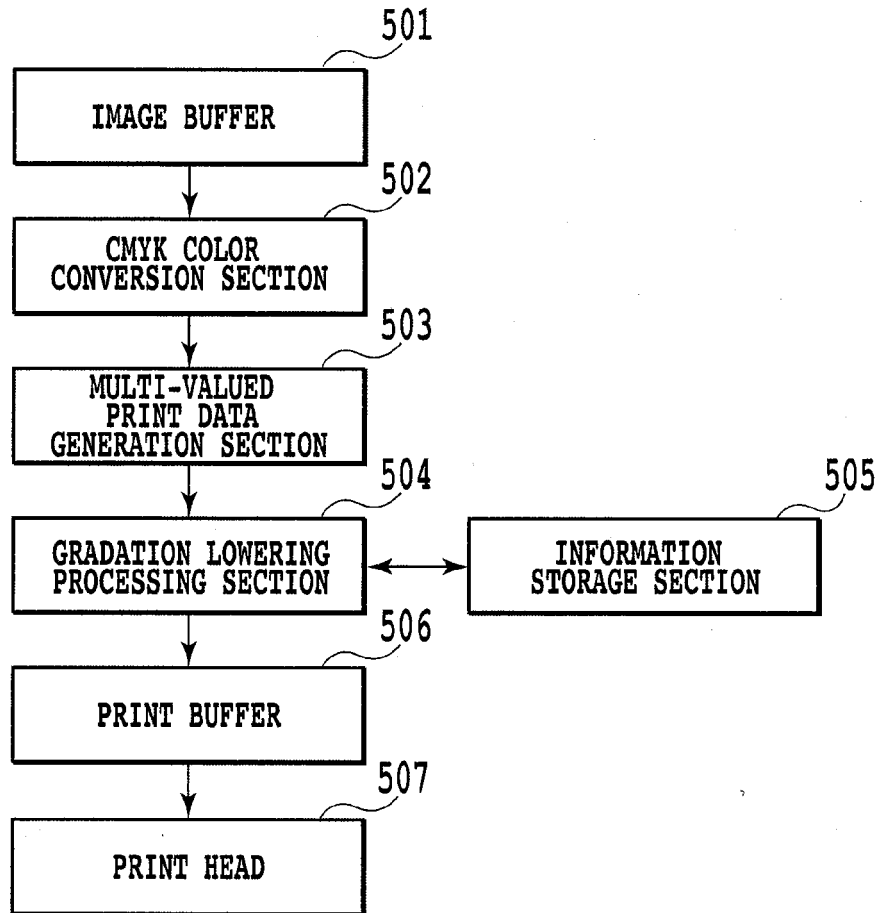 501
IMAGE BUFFER
502
CMYK COLOR
CONVERSION SECTION
503
MULTI-VALUED
PRINT DATA
GENERATION SECTION
504
GRADATION LOWERING
PROCESSING SECTION
505
INFORMATION
STORAGE SECTION
506
PRINT BUFFER
507
PRINT HEAD